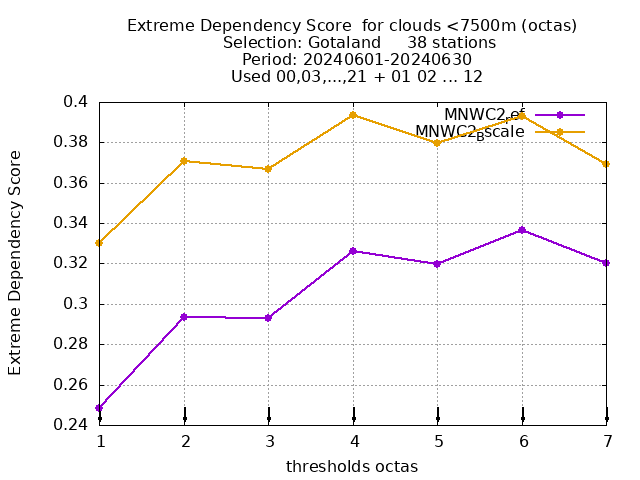 Extreme Dependency Score for clouds <7500m (octas)
Selection: Gotaland 38 stations
Period: 20240601-20240630
Used 00,03,...,21 + 01 02 ... 12
Extreme Dependency Score
0.4
0.38
0.36
0.34
0.32
0.3
0.28
0.26
0.24
1 2 3 4 5 6 7
thresholds octas
MNWC2
MNWC2_Bscale